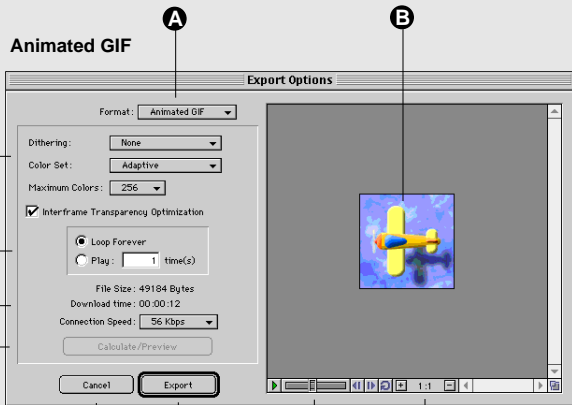 A
B
Animated GIF
Export Options
Format: Animated GIF
Dithering: None
Color Set: Adaptive
Maximum Colors: 256
Interframe Transparency Optimization
Loop Forever
Play: 1 time(s)
File Size: 49184 Bytes
Download time: 00:00:12
Connection Speed: 56 Kbps
Calculate/Preview
Cancel
Export
1:1